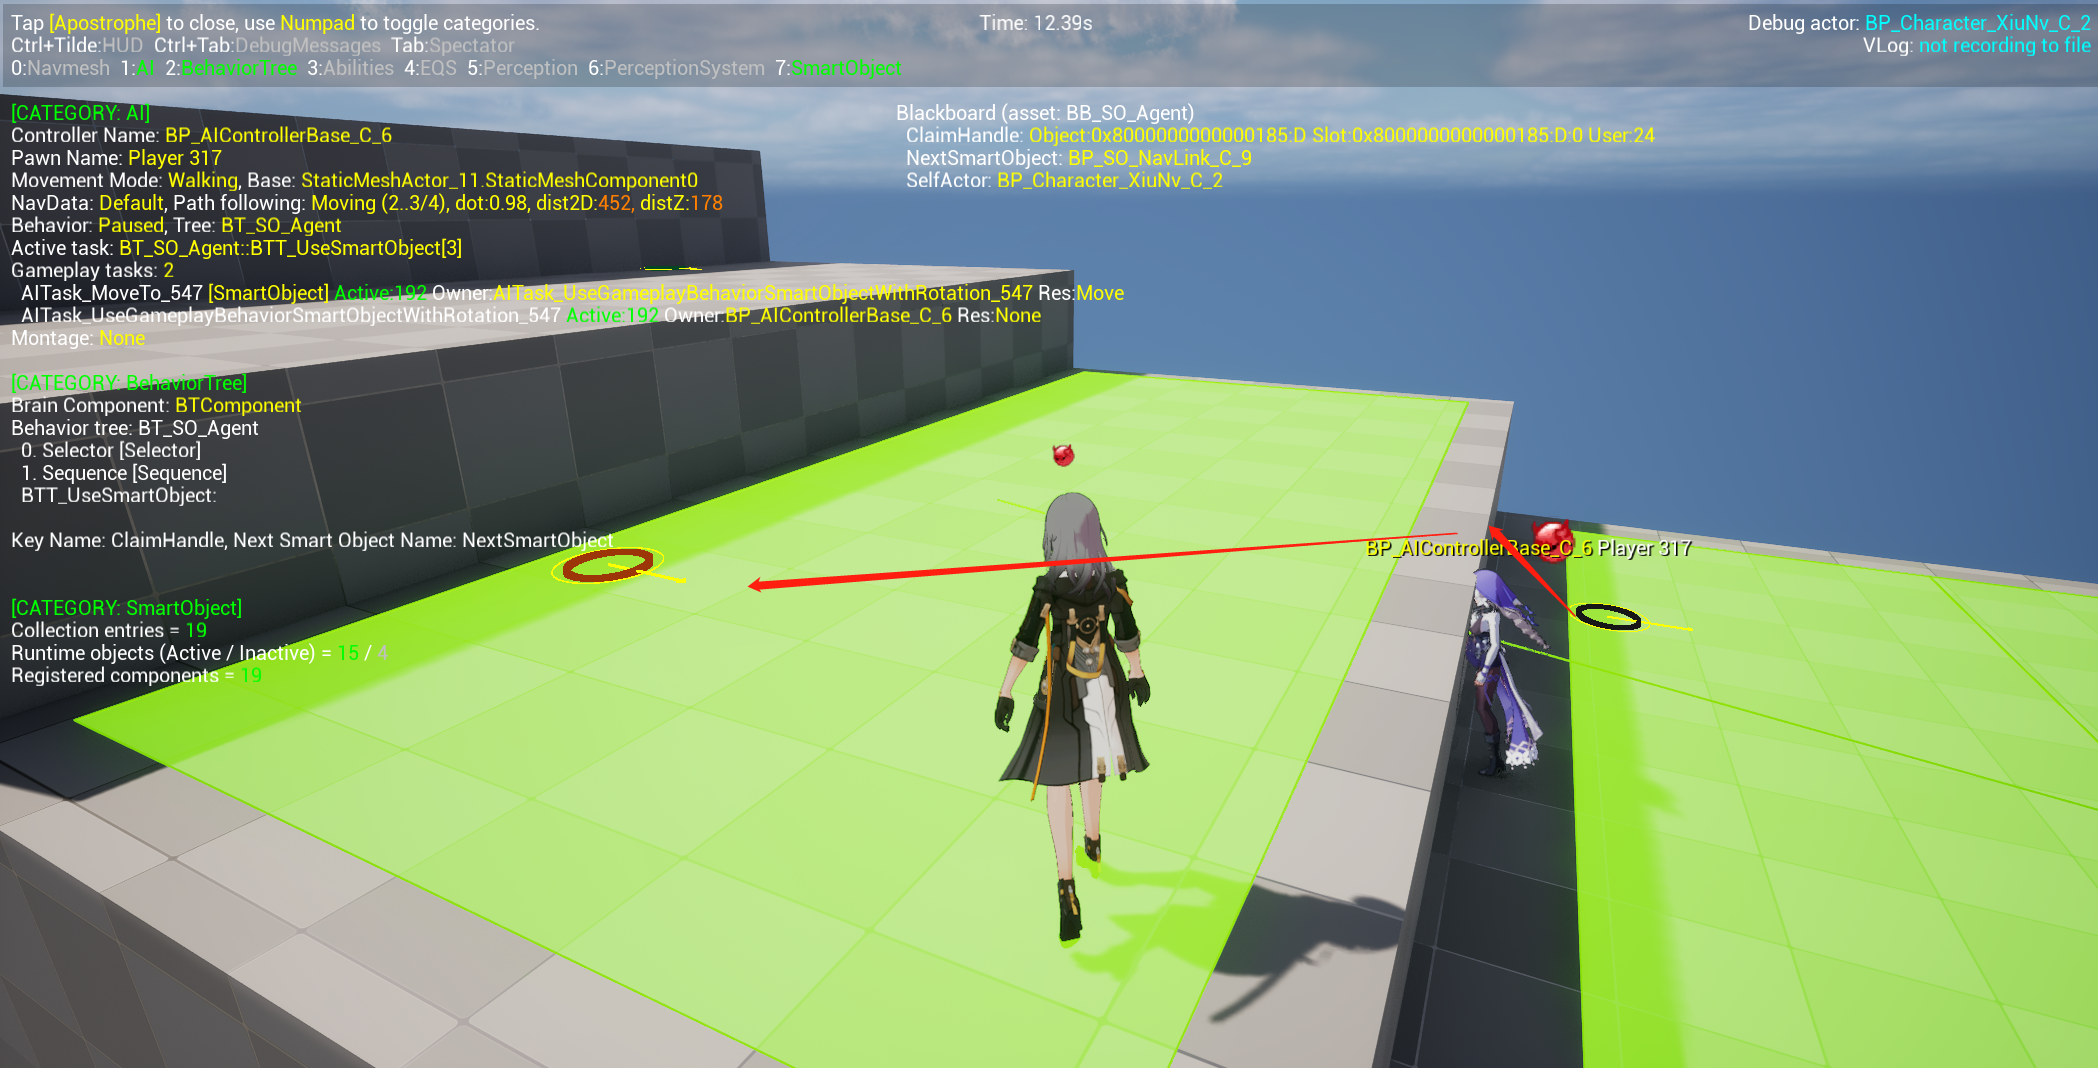 Tap [Apostrophe] to close, use Numpad to toggle categories.
Time: 12.39s
Debug actor: BP_Character_XiuNv_C_2
Ctrl+Tilde:HUD Ctrl+Tab:DebugMessages Tab:Spectator
VLog: not recording to file
0:Navmesh 1:AI 2:BehaviorTree 3:Abilities 4:EQS 5:Perception 6:PerceptionSystem 7:SmartObject
[CATEGORY: AI]
Controller Name: BP_AIControllerBase_C_6
Pawn Name: Player 317
Movement Mode: Walking, Base: StaticMeshActor_11.StaticMeshComponent0
NavData: Default, Path following: Moving (2..3/4), dot:0.98, dist2D:452, distZ:178
Behavior: Paused, Tree: BT_SO_Agent
Active task: BT_SO_Agent::BTT_UseSmartObject[3]
Gameplay tasks: 2
AITask_MoveTo_547 [SmartObject] Active:192 Owner:AITask_UseGameplayBehaviorSmartObjectWithRotation_547 Res:Move
AITask_UseGameplayBehaviorSmartObjectWithRotation_547 Active:192 Owner:BP_AIControllerBase_C_6 Res:None
Montage: None
Blackboard (asset: BB_SO_Agent)
ClaimHandle: Object:0x8000000000000185:D Slot:0x8000000000000185:D:0 User:24
NextSmartObject: BP_SO_NavLink_C_9
SelfActor: BP_Character_XiuNv_C_2
[CATEGORY: BehaviorTree]
Brain Component: BTComponent
Behavior tree: BT_SO_Agent
0. Selector [Selector]
1. Sequence [Sequence]
BTT_UseSmartObject:
Key Name: ClaimHandle, Next Smart Object Name: NextSmartObject
BP_AIControllerBase_C_6 Player 317
[CATEGORY: SmartObject]
Collection entries = 19
Runtime objects (Active / Inactive) = 15 / 4
Registered components = 19